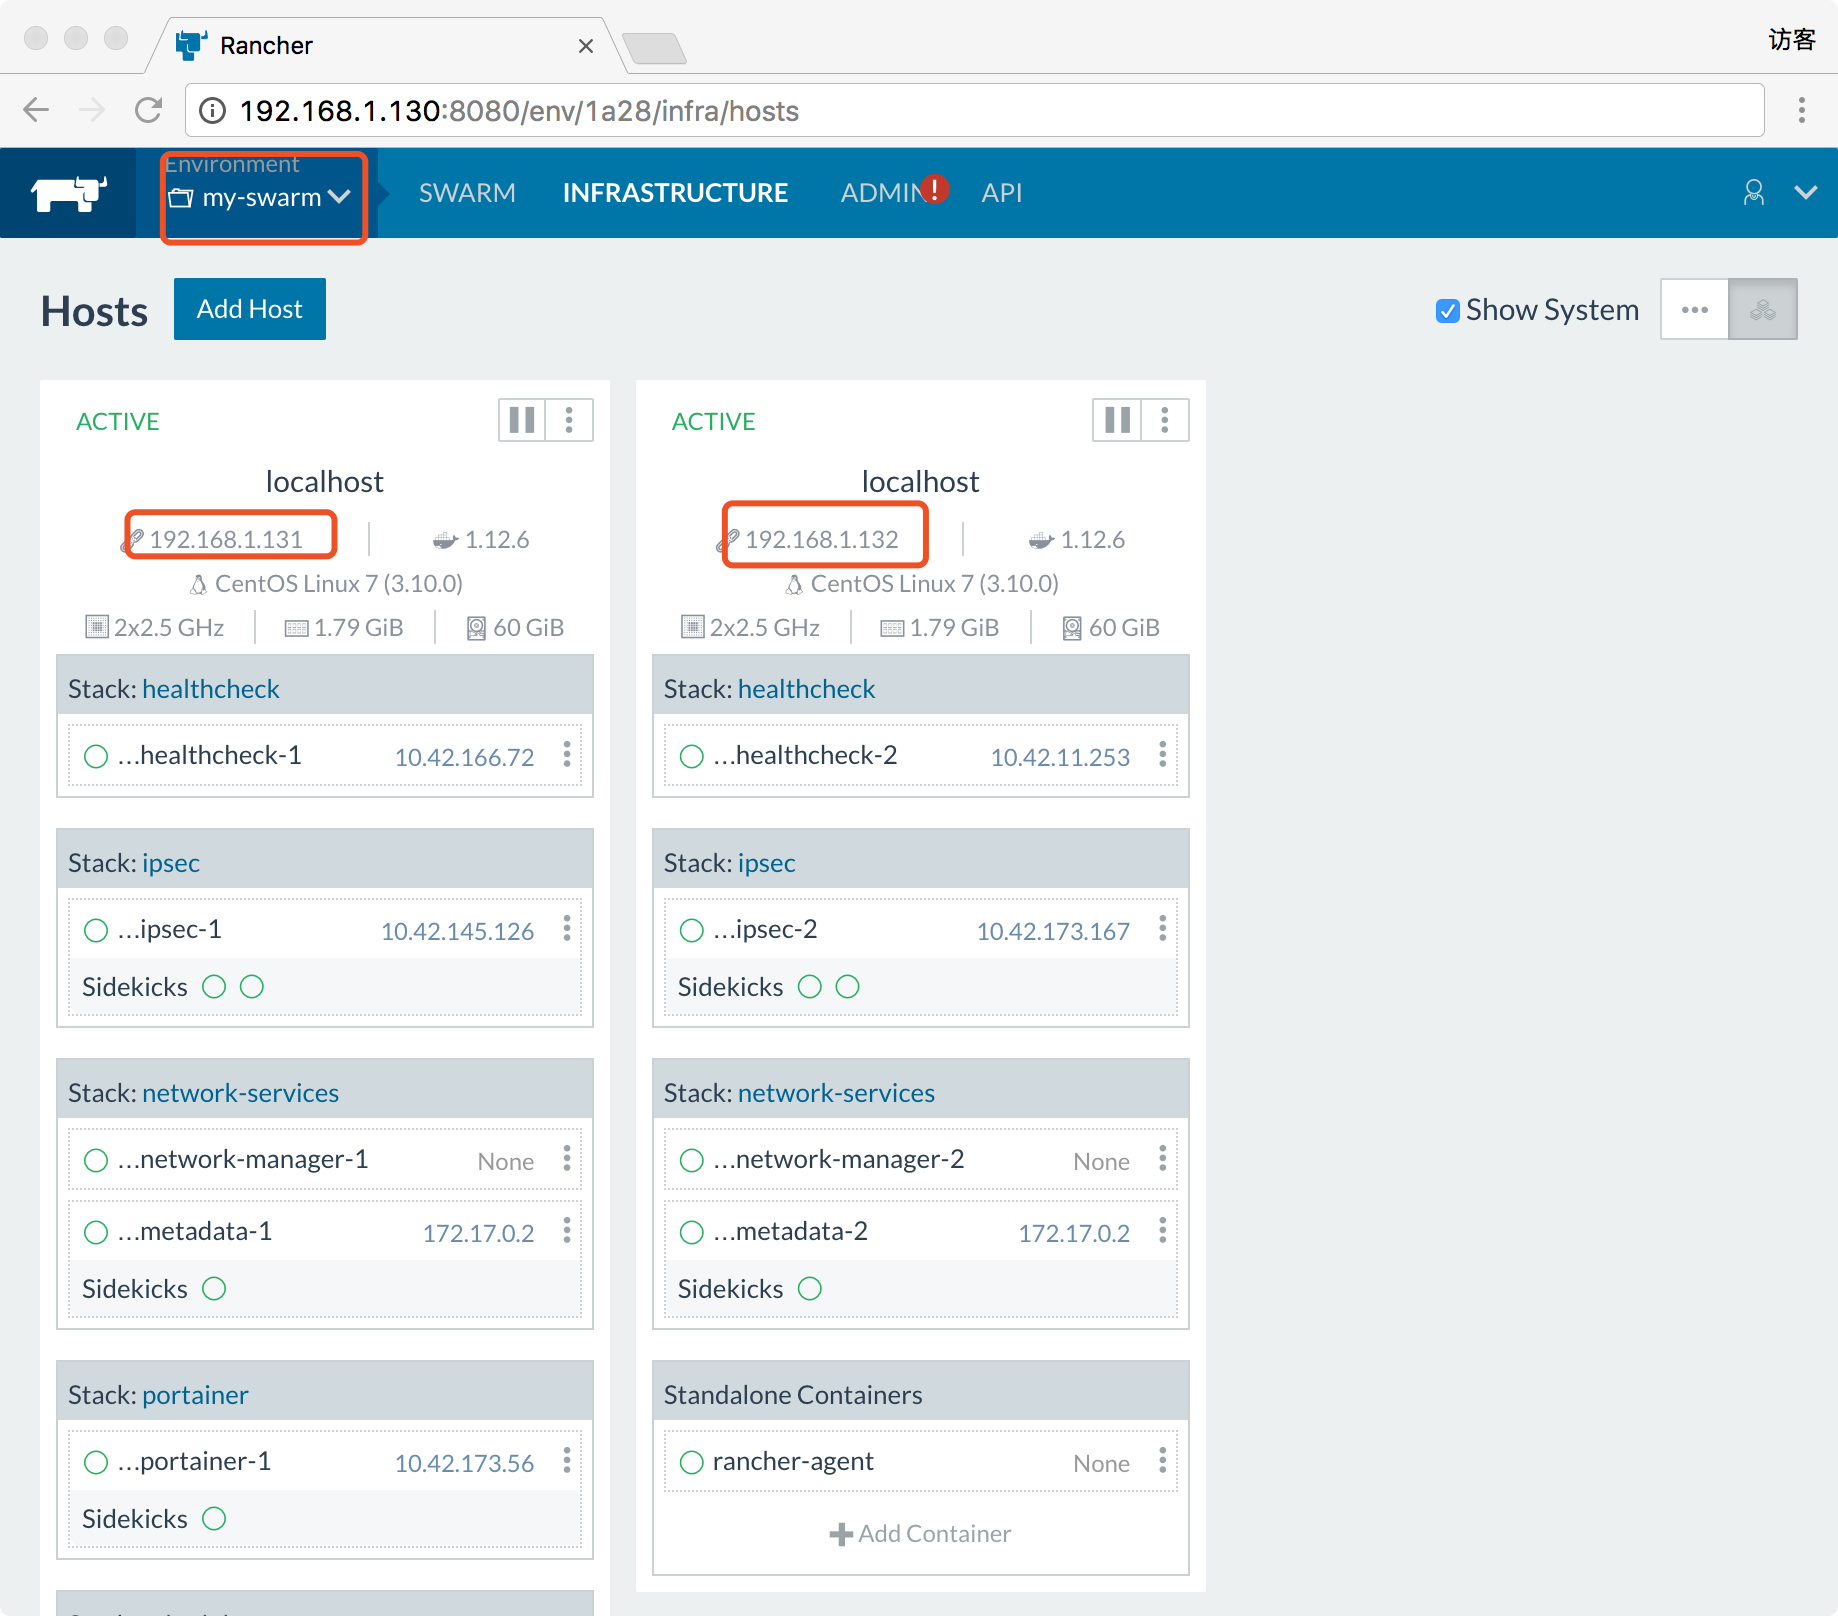 Rancher
访客
192.168.1.130:8080/env/1a28/infra/hosts
Environment
my-swarm
SWARM
INFRASTRUCTURE
ADMIN
!
API
Hosts
Add Host
Show System
ACTIVE
localhost
192.168.1.131
1.12.6
CentOS Linux 7 (3.10.0)
2x2.5 GHz
1.79 GiB
60 GiB
Stack: healthcheck
...healthcheck-1
10.42.166.72
Stack: ipsec
...ipsec-1
10.42.145.126
Sidekicks
Stack: network-services
...network-manager-1
None
...metadata-1
172.17.0.2
Sidekicks
Stack: portainer
...portainer-1
10.42.173.56
Sidekicks
ACTIVE
localhost
192.168.1.132
1.12.6
CentOS Linux 7 (3.10.0)
2x2.5 GHz
1.79 GiB
60 GiB
Stack: healthcheck
...healthcheck-2
10.42.11.253
Stack: ipsec
...ipsec-2
10.42.173.167
Sidekicks
Stack: network-services
...network-manager-2
None
...metadata-2
172.17.0.2
Sidekicks
Standalone Containers
rancher-agent
None
Add Container